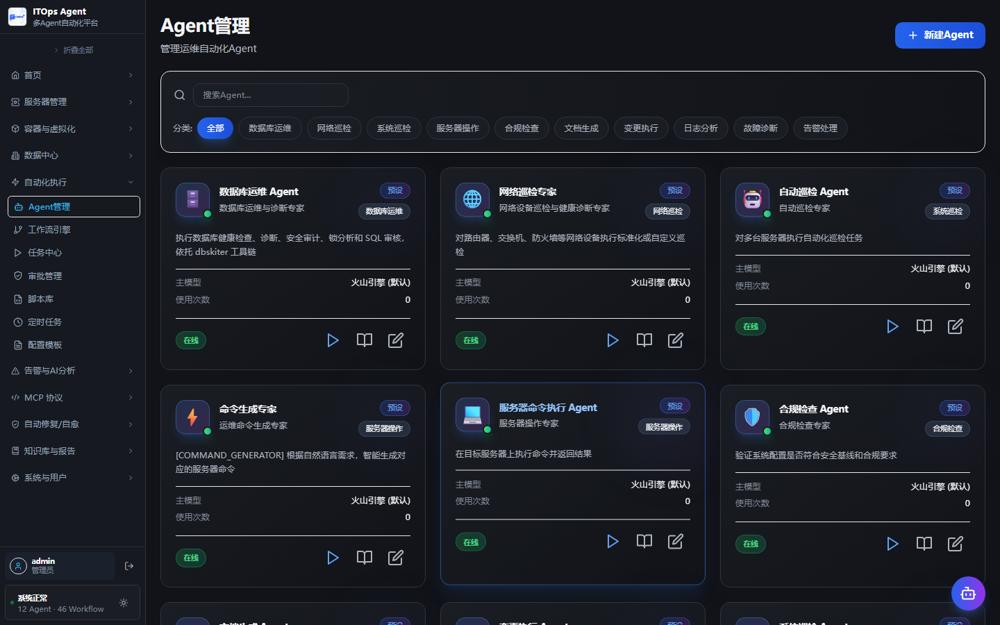 ITOps Agent
多Agent自动化平台
折叠全部
首页
服务器管理
容器与虚拟化
数据中心
自动化执行
Agent管理
工作流引擎
任务中心
审批管理
脚本库
定时任务
配置模板
告警与AI分析
MCP 协议
自动修复/自愈
知识库与报告
系统与用户
admin
管理员
系统正常
12 Agent · 46 Workflow
Agent管理
管理运维自动化Agent
新建Agent
搜索Agent...
分类: 全部 数据库运维 网络巡检 系统巡检 服务器操作 合规检查 文档生成 变更执行 日志分析 故障诊断 告警处理
数据库运维 Agent
预设
数据库运维与诊断专家
数据库运维
执行数据库健康检查、诊断、安全审计、锁分析和 SQL 审核，
依托 dbskiter 工具链
主模型 火山引擎 (默认)
使用次数 0
在线
网络巡检专家
预设
网络设备巡检与健康诊断专家
网络巡检
对路由器、交换机、防火墙等网络设备执行标准化或自定义巡
检
主模型 火山引擎 (默认)
使用次数 0
在线
自动巡检 Agent
预设
自动巡检专家
系统巡检
对多台服务器执行自动化巡检任务
主模型 火山引擎 (默认)
使用次数 0
在线
命令生成专家
预设
运维命令生成专家
服务器操作
[COMMAND_GENERATOR] 根据自然语言需求，智能生成对
应的服务器命令
主模型 火山引擎 (默认)
使用次数 0
在线
服务器命令执行 Agent
预设
服务器操作专家
服务器操作
在目标服务器上执行命令并返回结果
主模型 火山引擎 (默认)
使用次数 0
在线
合规检查 Agent
预设
合规检查专家
合规检查
验证系统配置是否符合安全基线和合规要求
主模型 火山引擎 (默认)
使用次数 0
在线